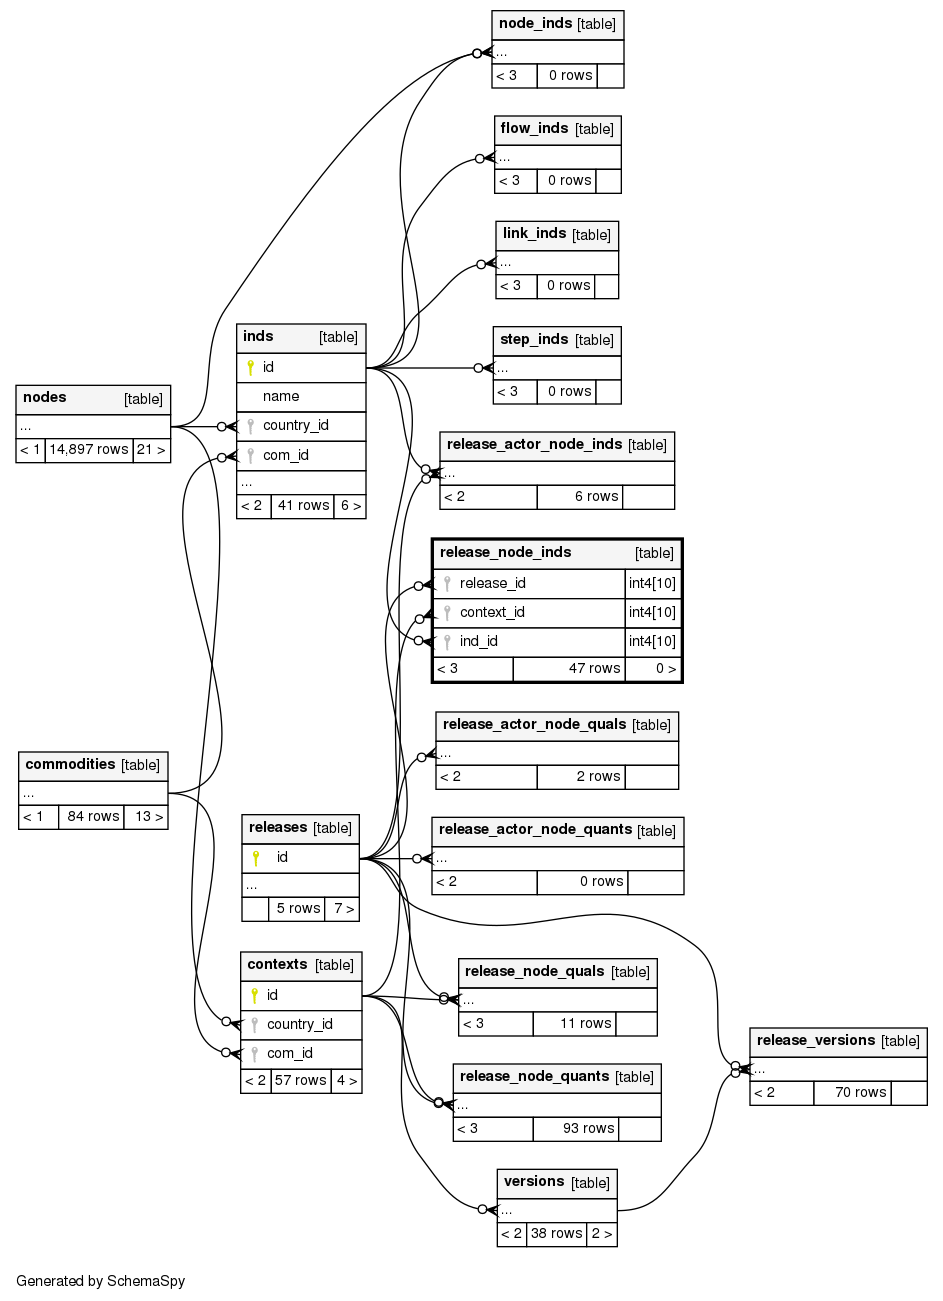 node_inds [table]
...
< 3 0 rows
flow_inds [table]
...
< 3 0 rows
link_inds [table]
...
< 3 0 rows
inds [table]
id
name
country_id
com_id
...
< 2 41 rows 6 >
step_inds [table]
...
< 3 0 rows
nodes [table]
...
< 1 14,897 rows 21 >
release_actor_node_inds [table]
...
< 2 6 rows
release_node_inds [table]
release_id int4[10]
context_id int4[10]
ind_id int4[10]
< 3 47 rows 0 >
release_actor_node_quals [table]
...
< 2 2 rows
commodities [table]
...
< 1 84 rows 13 >
releases [table]
id
...
5 rows 7 >
release_actor_node_quants [table]
...
< 2 0 rows
contexts [table]
id
country_id
com_id
< 2 57 rows 4 >
release_node_quals [table]
...
< 3 11 rows
release_versions [table]
...
< 2 70 rows
release_node_quants [table]
...
< 3 93 rows
versions [table]
...
< 2 38 rows 2 >
Generated by SchemaSpy